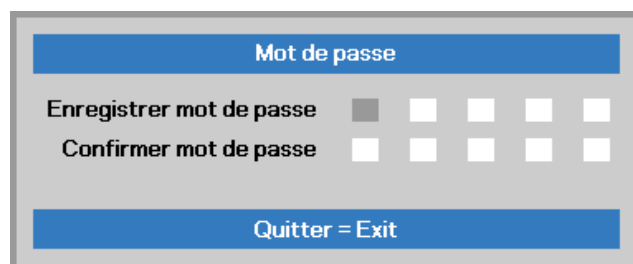 Mot de passe
Enregistrer mot de passe
Confirmer mot de passe
Quitter = Exit